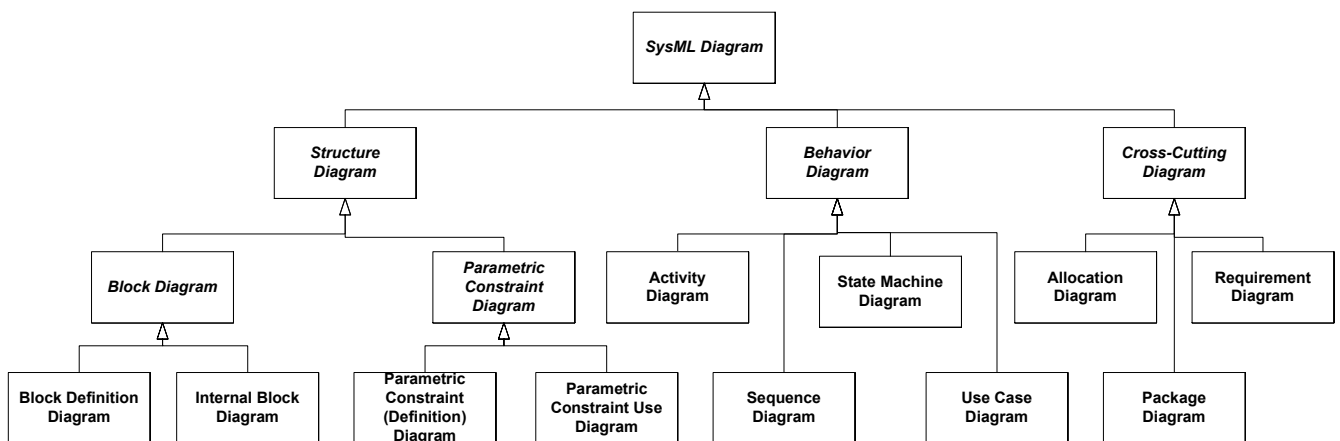 SysML Diagram
Structure
Diagram
Behavior
Diagram
Cross-Cutting
Diagram
Block Diagram
Parametric
Constraint
Diagram
Activity
Diagram
State Machine
Diagram
Allocation
Diagram
Requirement
Diagram
Block Definition
Diagram
Internal Block
Diagram
Parametric
Constraint
(Definition)
Diagram
Parametric
Constraint Use
Diagram
Sequence
Diagram
Use Case
Diagram
Package
Diagram